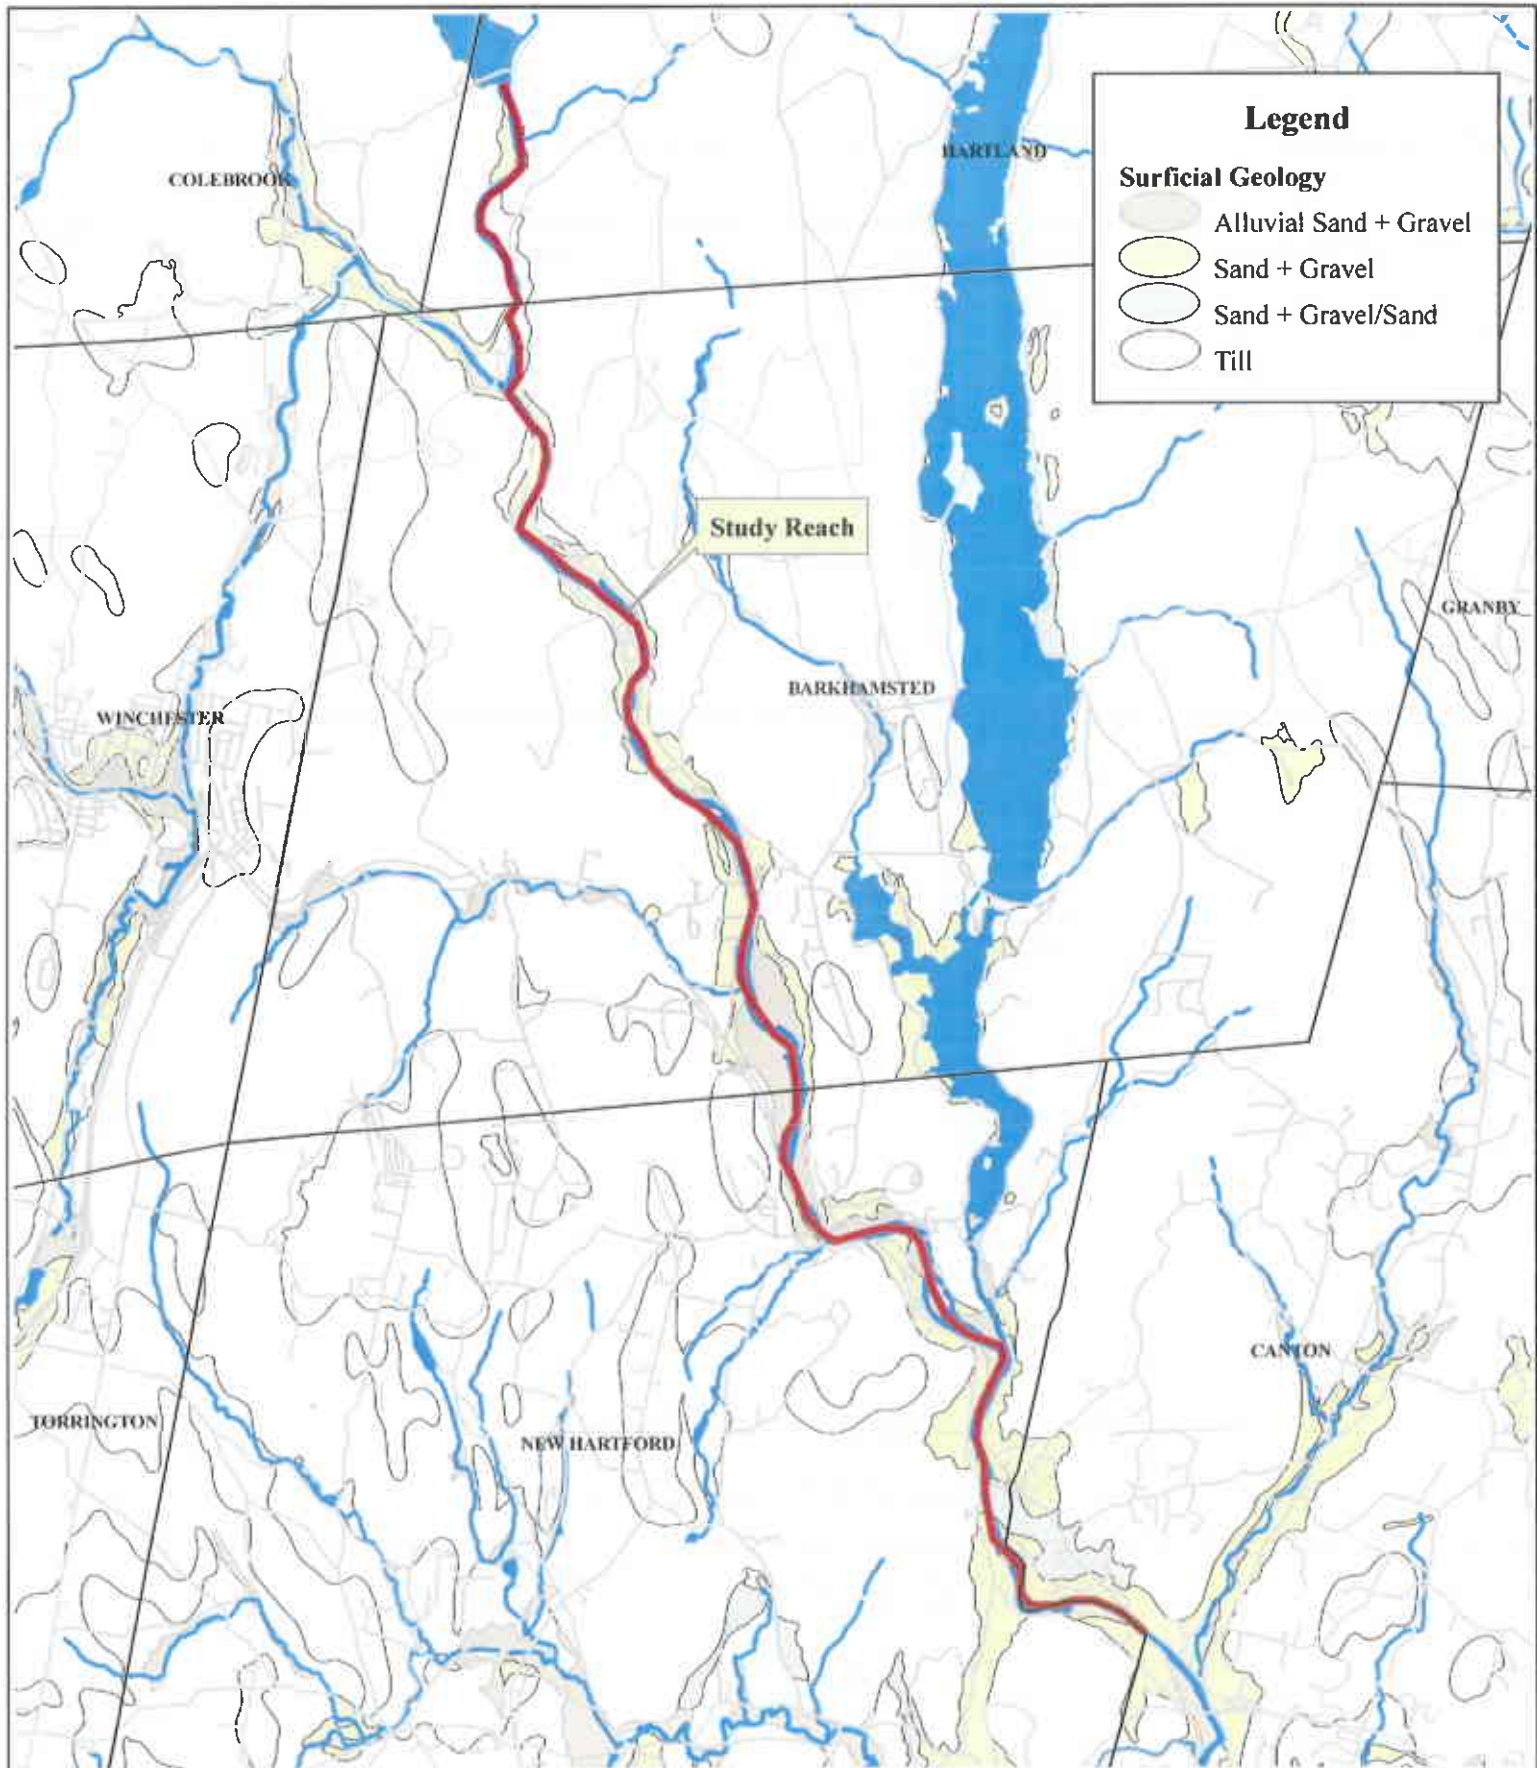 Legend
HARTLAND
Surficial Geology
COLEBROOK
Alluvial Sand + Gravel
Sand + Gravel
Sand + Gravel/Sand
Till
Study Reach
GRANBY
BARKHAMSTED
WINCHESTER
CANTON
TORRINGTON
NEW HARTFORD